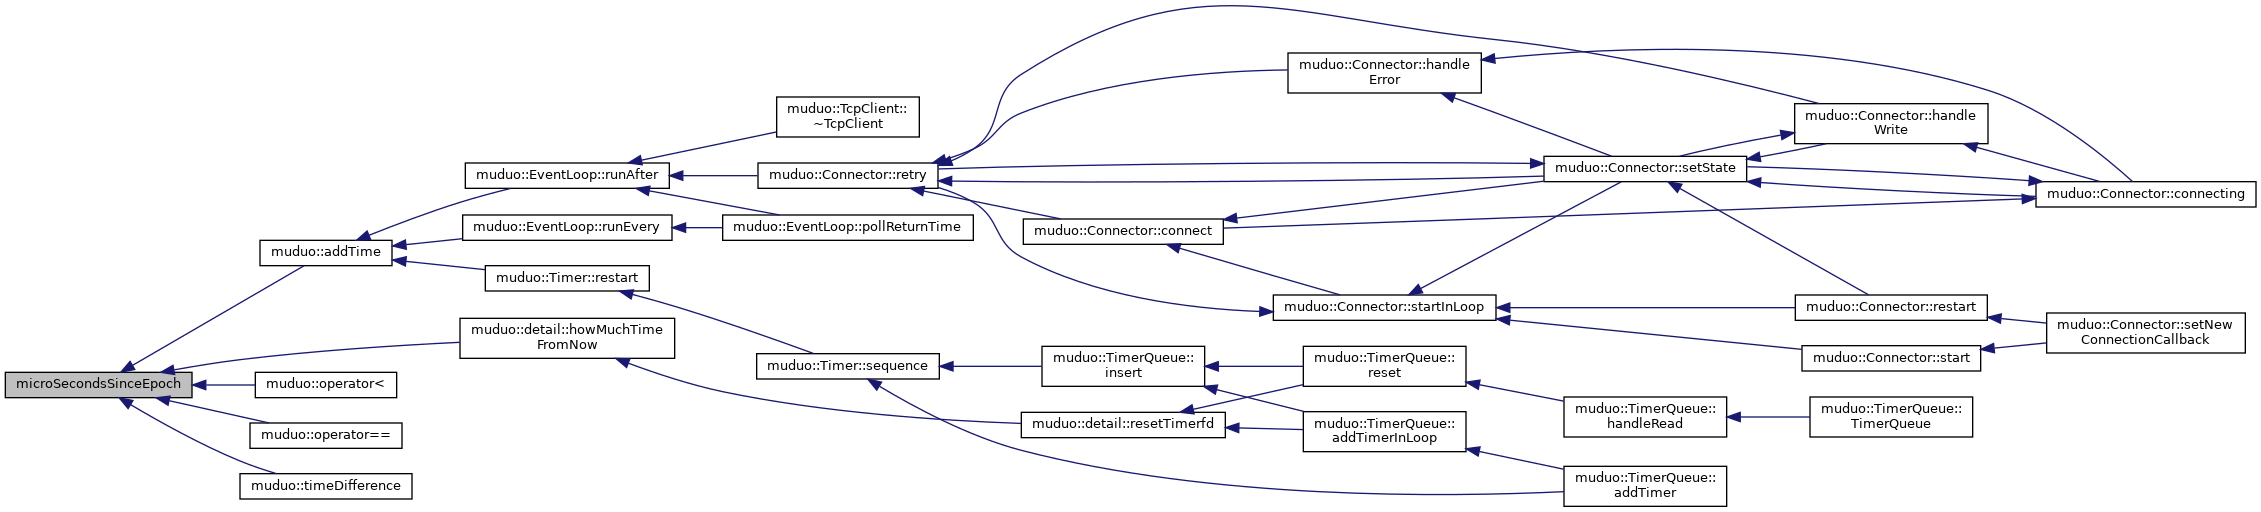 microSecondsSinceEpoch
muduo::addTime
muduo::detail::howMuchTime
FromNow
muduo::operator<
muduo::operator==
muduo::timeDifference
muduo::EventLoop::runAfter
muduo::EventLoop::runEvery
muduo::Timer::restart
muduo::TcpClient::
~TcpClient
muduo::Connector::retry
muduo::EventLoop::pollReturnTime
muduo::Timer::sequence
muduo::Connector::connect
muduo::TimerQueue::
insert
muduo::detail::resetTimerfd
muduo::Connector::handle
Error
muduo::Connector::startInLoop
muduo::TimerQueue::
reset
muduo::TimerQueue::
addTimerInLoop
muduo::Connector::setState
muduo::TimerQueue::
handleRead
muduo::TimerQueue::
addTimer
muduo::Connector::handle
Write
muduo::Connector::restart
muduo::Connector::start
muduo::TimerQueue::
TimerQueue
muduo::Connector::connecting
muduo::Connector::setNew
ConnectionCallback